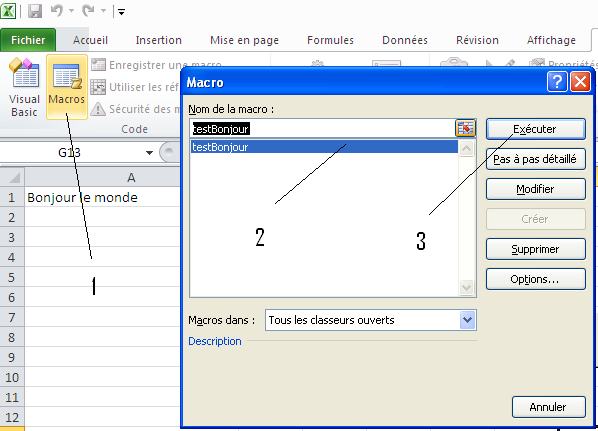 Fichier Accueil Insertion Mise en page Formules Données Révision Affichage
Visual Basic
Macros
Enregistrer une macro
Utiliser les réf
Sécurité des m
Code
Propriétés
G13
A
1 Bonjour le monde
2
3
4
5
6
7
8
9
10
11
12
Macro
Nom de la macro :
testBonjour
testBonjour
Exécuter
Pas à pas détaillé
Modifier
Créer
Supprimer
Options...
Macros dans : Tous les classeurs ouverts
Description
Annuler
1
2
3